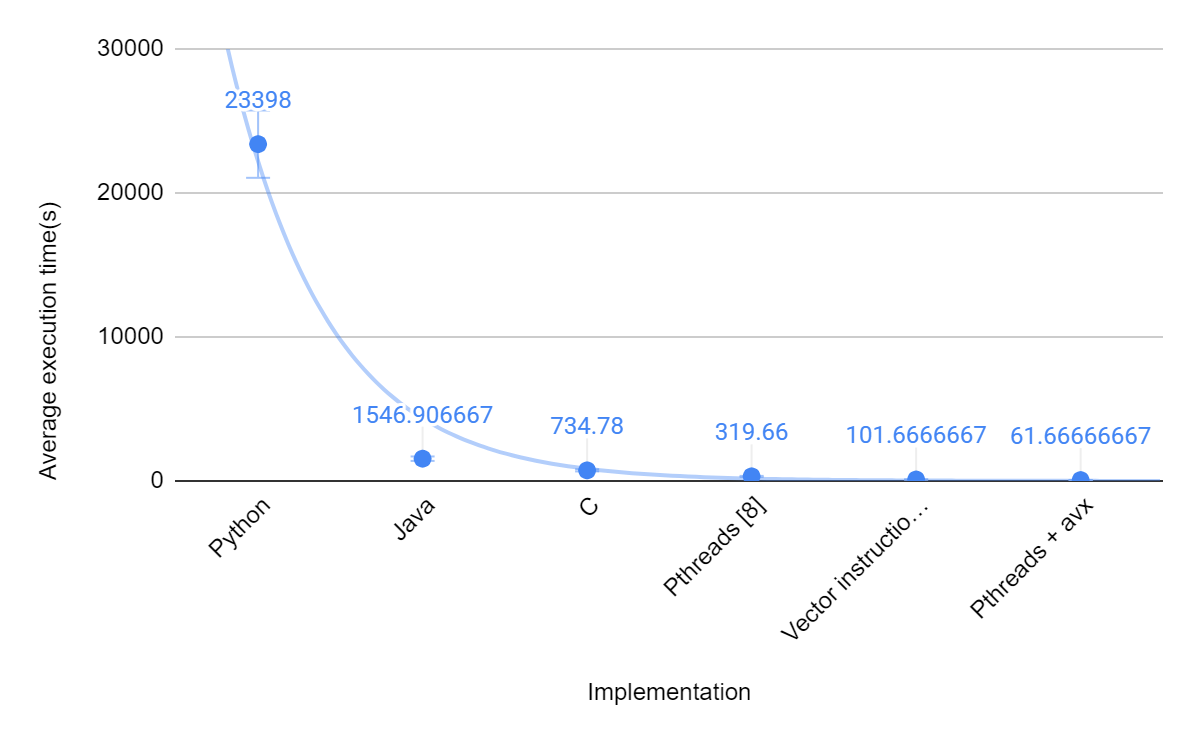 30000
20000
10000
0
Average execution time(s)
23398
1546.906667
734.78
319.66
101.6666667
61.66666667
Python
Java
C
Pthreads [8]
Vector instructio…
Pthreads + avx
Implementation